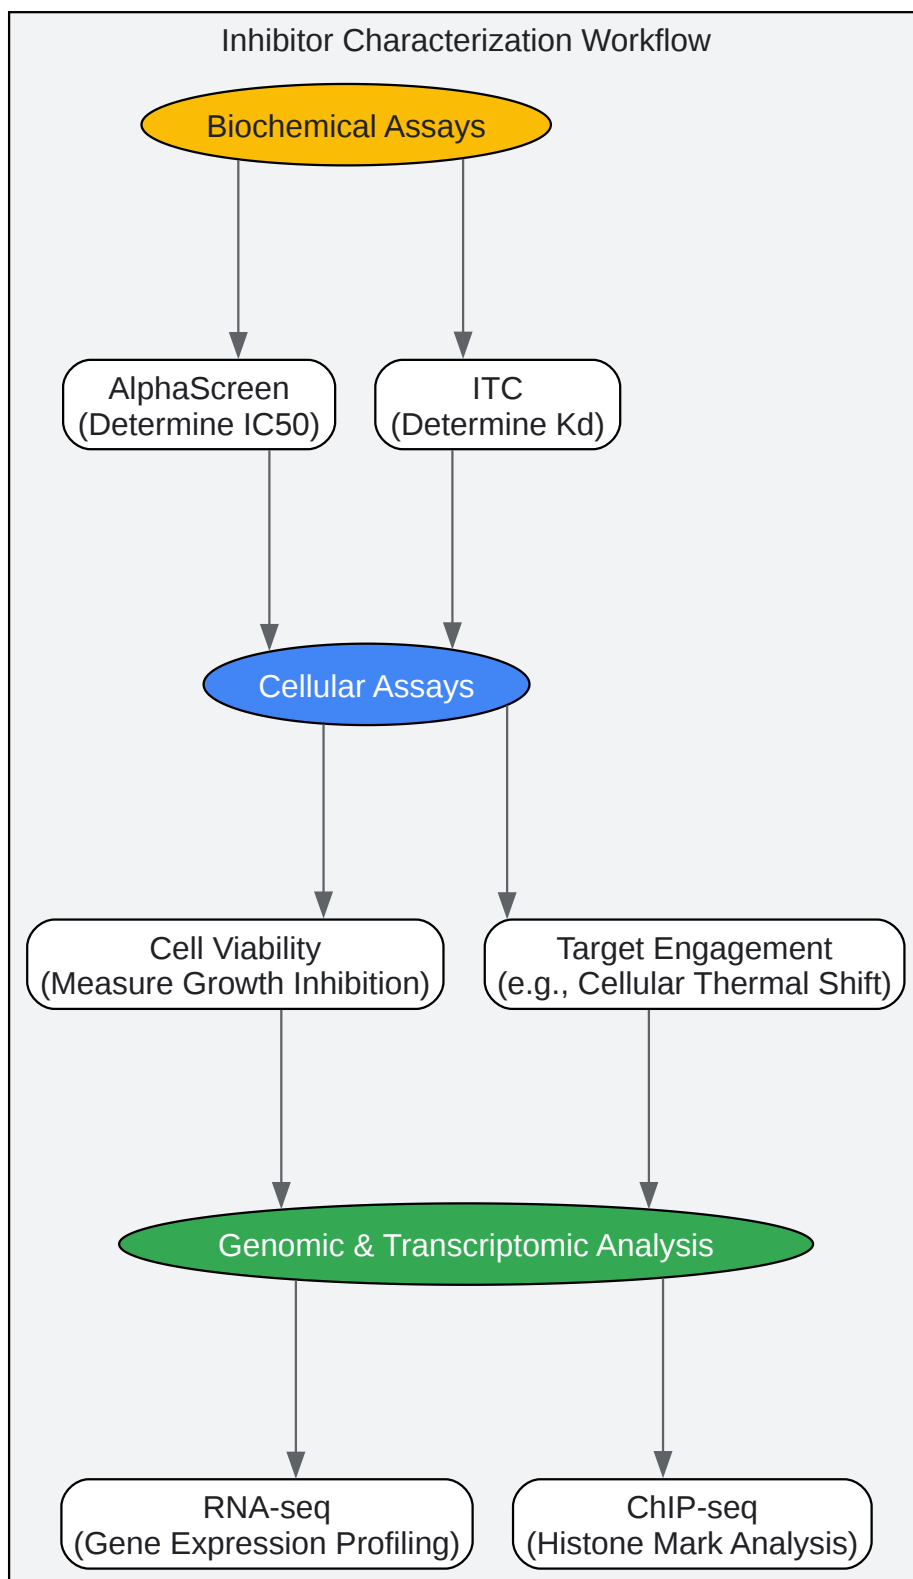 Inhibitor Characterization Workflow
Biochemical Assays
AlphaScreen
(Determine IC50)
ITC
(Determine Kd)
Cellular Assays
Cell Viability
(Measure Growth Inhibition)
Target Engagement
(e.g., Cellular Thermal Shift)
Genomic & Transcriptomic Analysis
RNA-seq
(Gene Expression Profiling)
ChIP-seq
(Histone Mark Analysis)